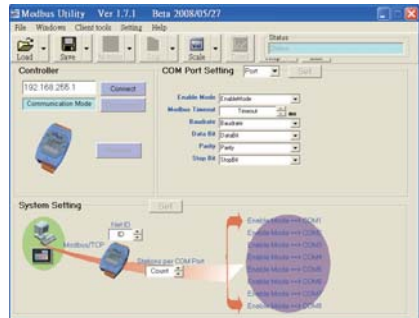 Modbus Utility Ver 1.7.1 Beta 2008/05/27
File Windows Client tools Setting Help
Load Save Scale
Status
Controller
192.168.255.1 Connect
Communication Mode
COM Port Setting Port
Enable Mode EnableMode
Modbus Timeout Timeout
Baudrate Baudrate
Data Bit DataBit
Parity Parity
Stop Bit StopBit
System Setting
Net ID
ID
Modbus/TCP
Stations per COM Port
Count
Enable Mode ==> COM1
Enable Mode ==> COM2
Enable Mode ==> COM3
Enable Mode ==> COM4
Enable Mode ==> COM5
Enable Mode ==> COM6
Enable Mode ==> COM7
Enable Mode ==> COM8